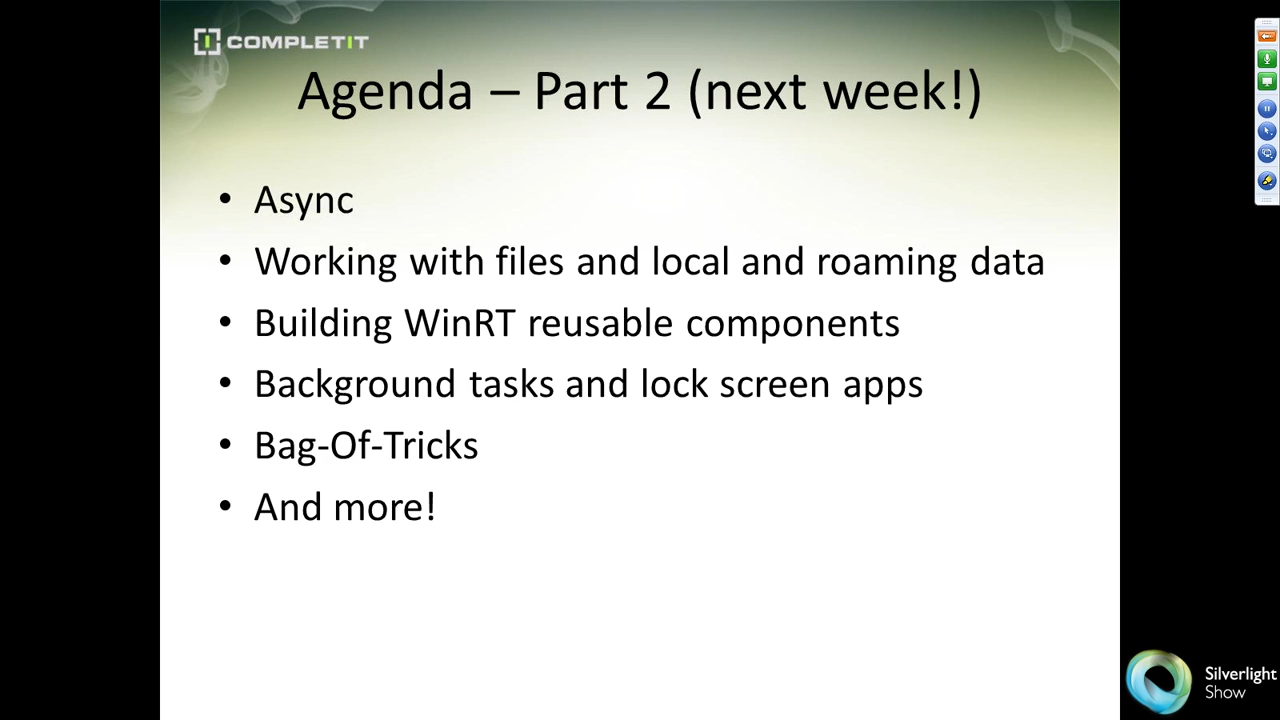 COMPLETIT
Agenda – Part 2 (next week!)
• Async
• Working with files and local and roaming data
• Building WinRT reusable components
• Background tasks and lock screen apps
• Bag-Of-Tricks
• And more!
Silverlight
Show